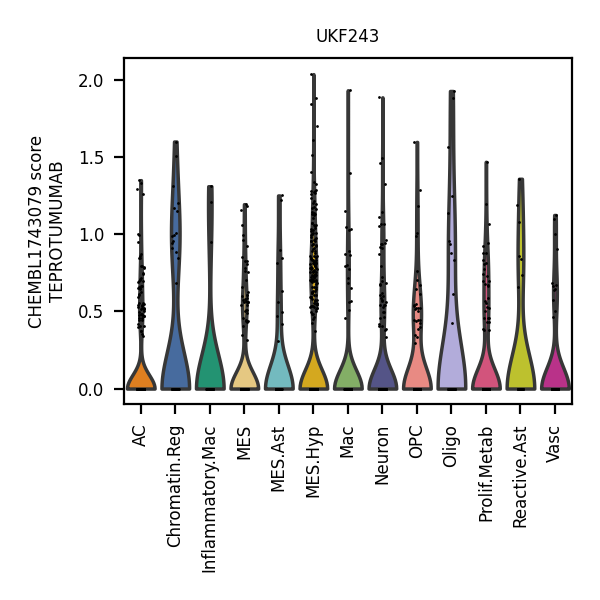 UKF243
CHEMBL1743079 score
TEPROTUMUMAB
2.0
1.5
1.0
0.5
0.0
AC
Chromatin.Reg
Inflammatory.Mac
MES
MES.Ast
MES.Hyp
Mac
Neuron
OPC
Oligo
Prolif.Metab
Reactive.Ast
Vasc